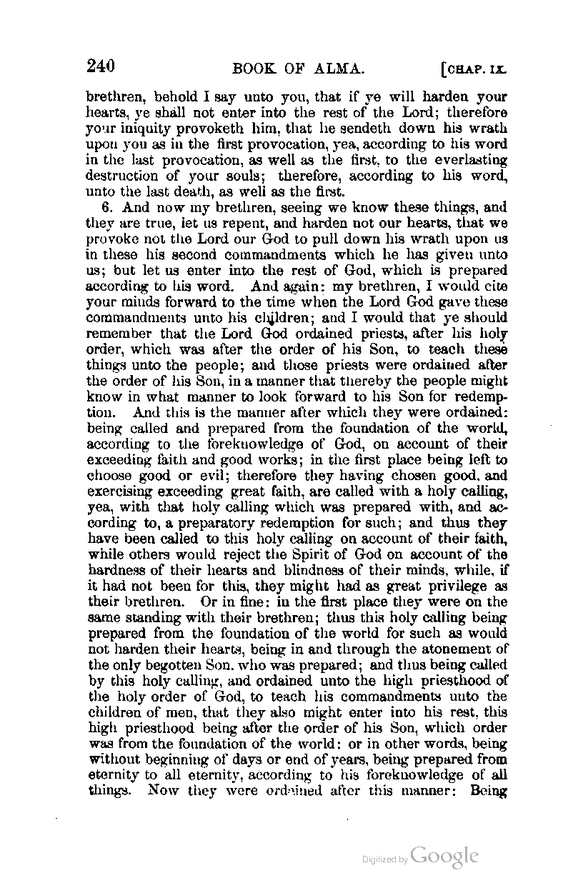 240 BOOK OF ALMA. [CHAP. IX.
brethren, behold I say unto you, that if ye will harden your
hearts, ye shall not enter into the rest of the Lord; therefore
your iniquity provoketh him, that he sendeth down his wrath
upon you as in the first provocation, yea, according to his word
in the last provocation, as well as the first, to the everlasting
destruction of your souls; therefore, according to his word,
unto the last death, as well as the first.
6. And now my brethren, seeing we know these things, and
they are true, let us repent, and harden not our hearts, that we
provoke not the Lord our God to pull down his wrath upon us
in these his second commandments which he has given unto
us; but let us enter into the rest of God, which is prepared
according to his word. And again: my brethren, I would cite
your minds forward to the time when the Lord God gave these
commandments unto his children; and I would that ye should
remember that the Lord God ordained priests, after his holy
order, which was after the order of his Son, to teach these
things unto the people; and those priests were ordained after
the order of his Son, in a manner that thereby the people might
know in what manner to look forward to his Son for redemp-
tion. And this is the manner after which they were ordained:
being called and prepared from the foundation of the world,
according to the foreknowledge of God, on account of their
exceeding faith and good works; in the first place being left to
choose good or evil; therefore they having chosen good, and
exercising exceeding great faith, are called with a holy calling,
yea, with that holy calling which was prepared with, and ac-
cording to, a preparatory redemption for such; and thus they
have been called to this holy calling on account of their faith,
while others would reject the Spirit of God on account of the
hardness of their hearts and blindness of their minds, while, if
it had not been for this, they might had as great privilege as
their brethren. Or in fine: in the first place they were on the
same standing with their brethren; thus this holy calling being
prepared from the foundation of the world for such as would
not harden their hearts, being in and through the atonement of
the only begotten Son, who was prepared; and thus being called
by this holy calling, and ordained unto the high priesthood of
the holy order of God, to teach his commandments unto the
children of men, that they also might enter into his rest, this
high priesthood being after the order of his Son, which order
was from the foundation of the world: or in other words, being
without beginning of days or end of years, being prepared from
eternity to all eternity, according to his foreknowledge of all
things. Now they were ordained after this manner: Being
Digitized by Google